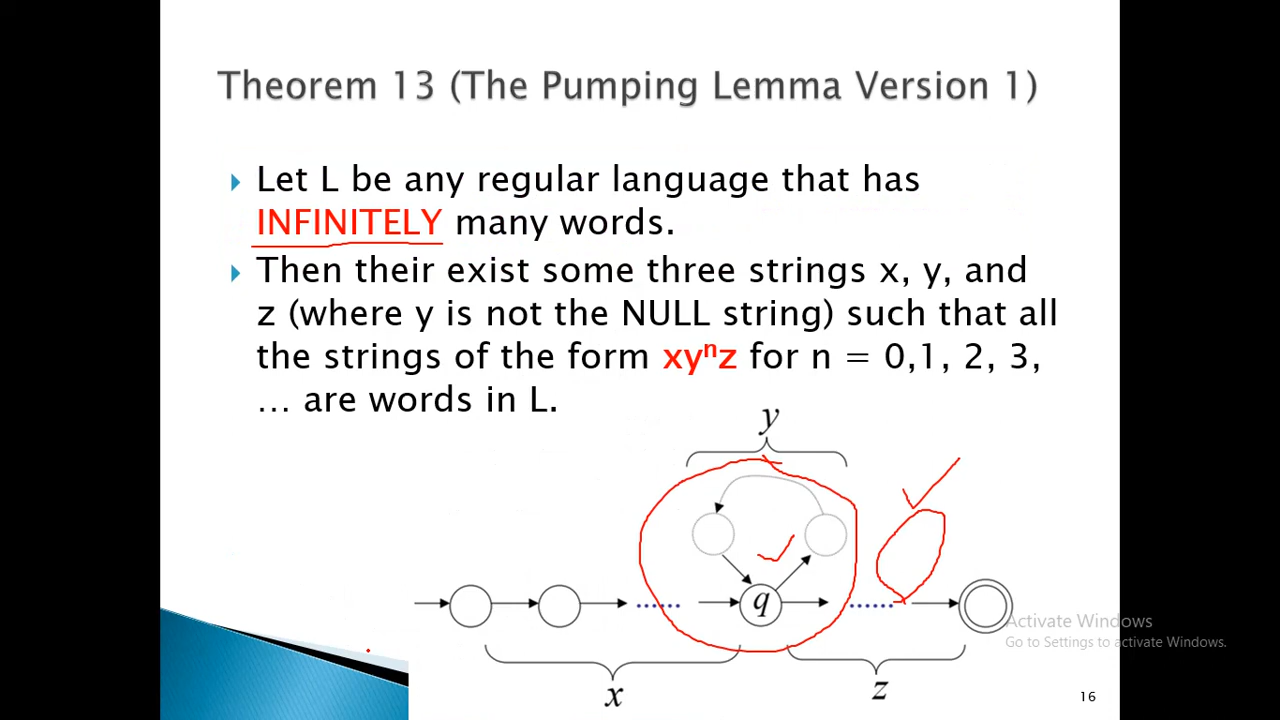 Theorem 13 (The Pumping Lemma Version 1)
Let L be any regular language that has
INFINITELY many words.
Then their exist some three strings x, y, and
z (where y is not the NULL string) such that all
the strings of the form xyⁿz for n = 0,1, 2, 3,
… are words in L.
y
q
x
z
Activate Windows
Go to Settings to activate Windows.
16